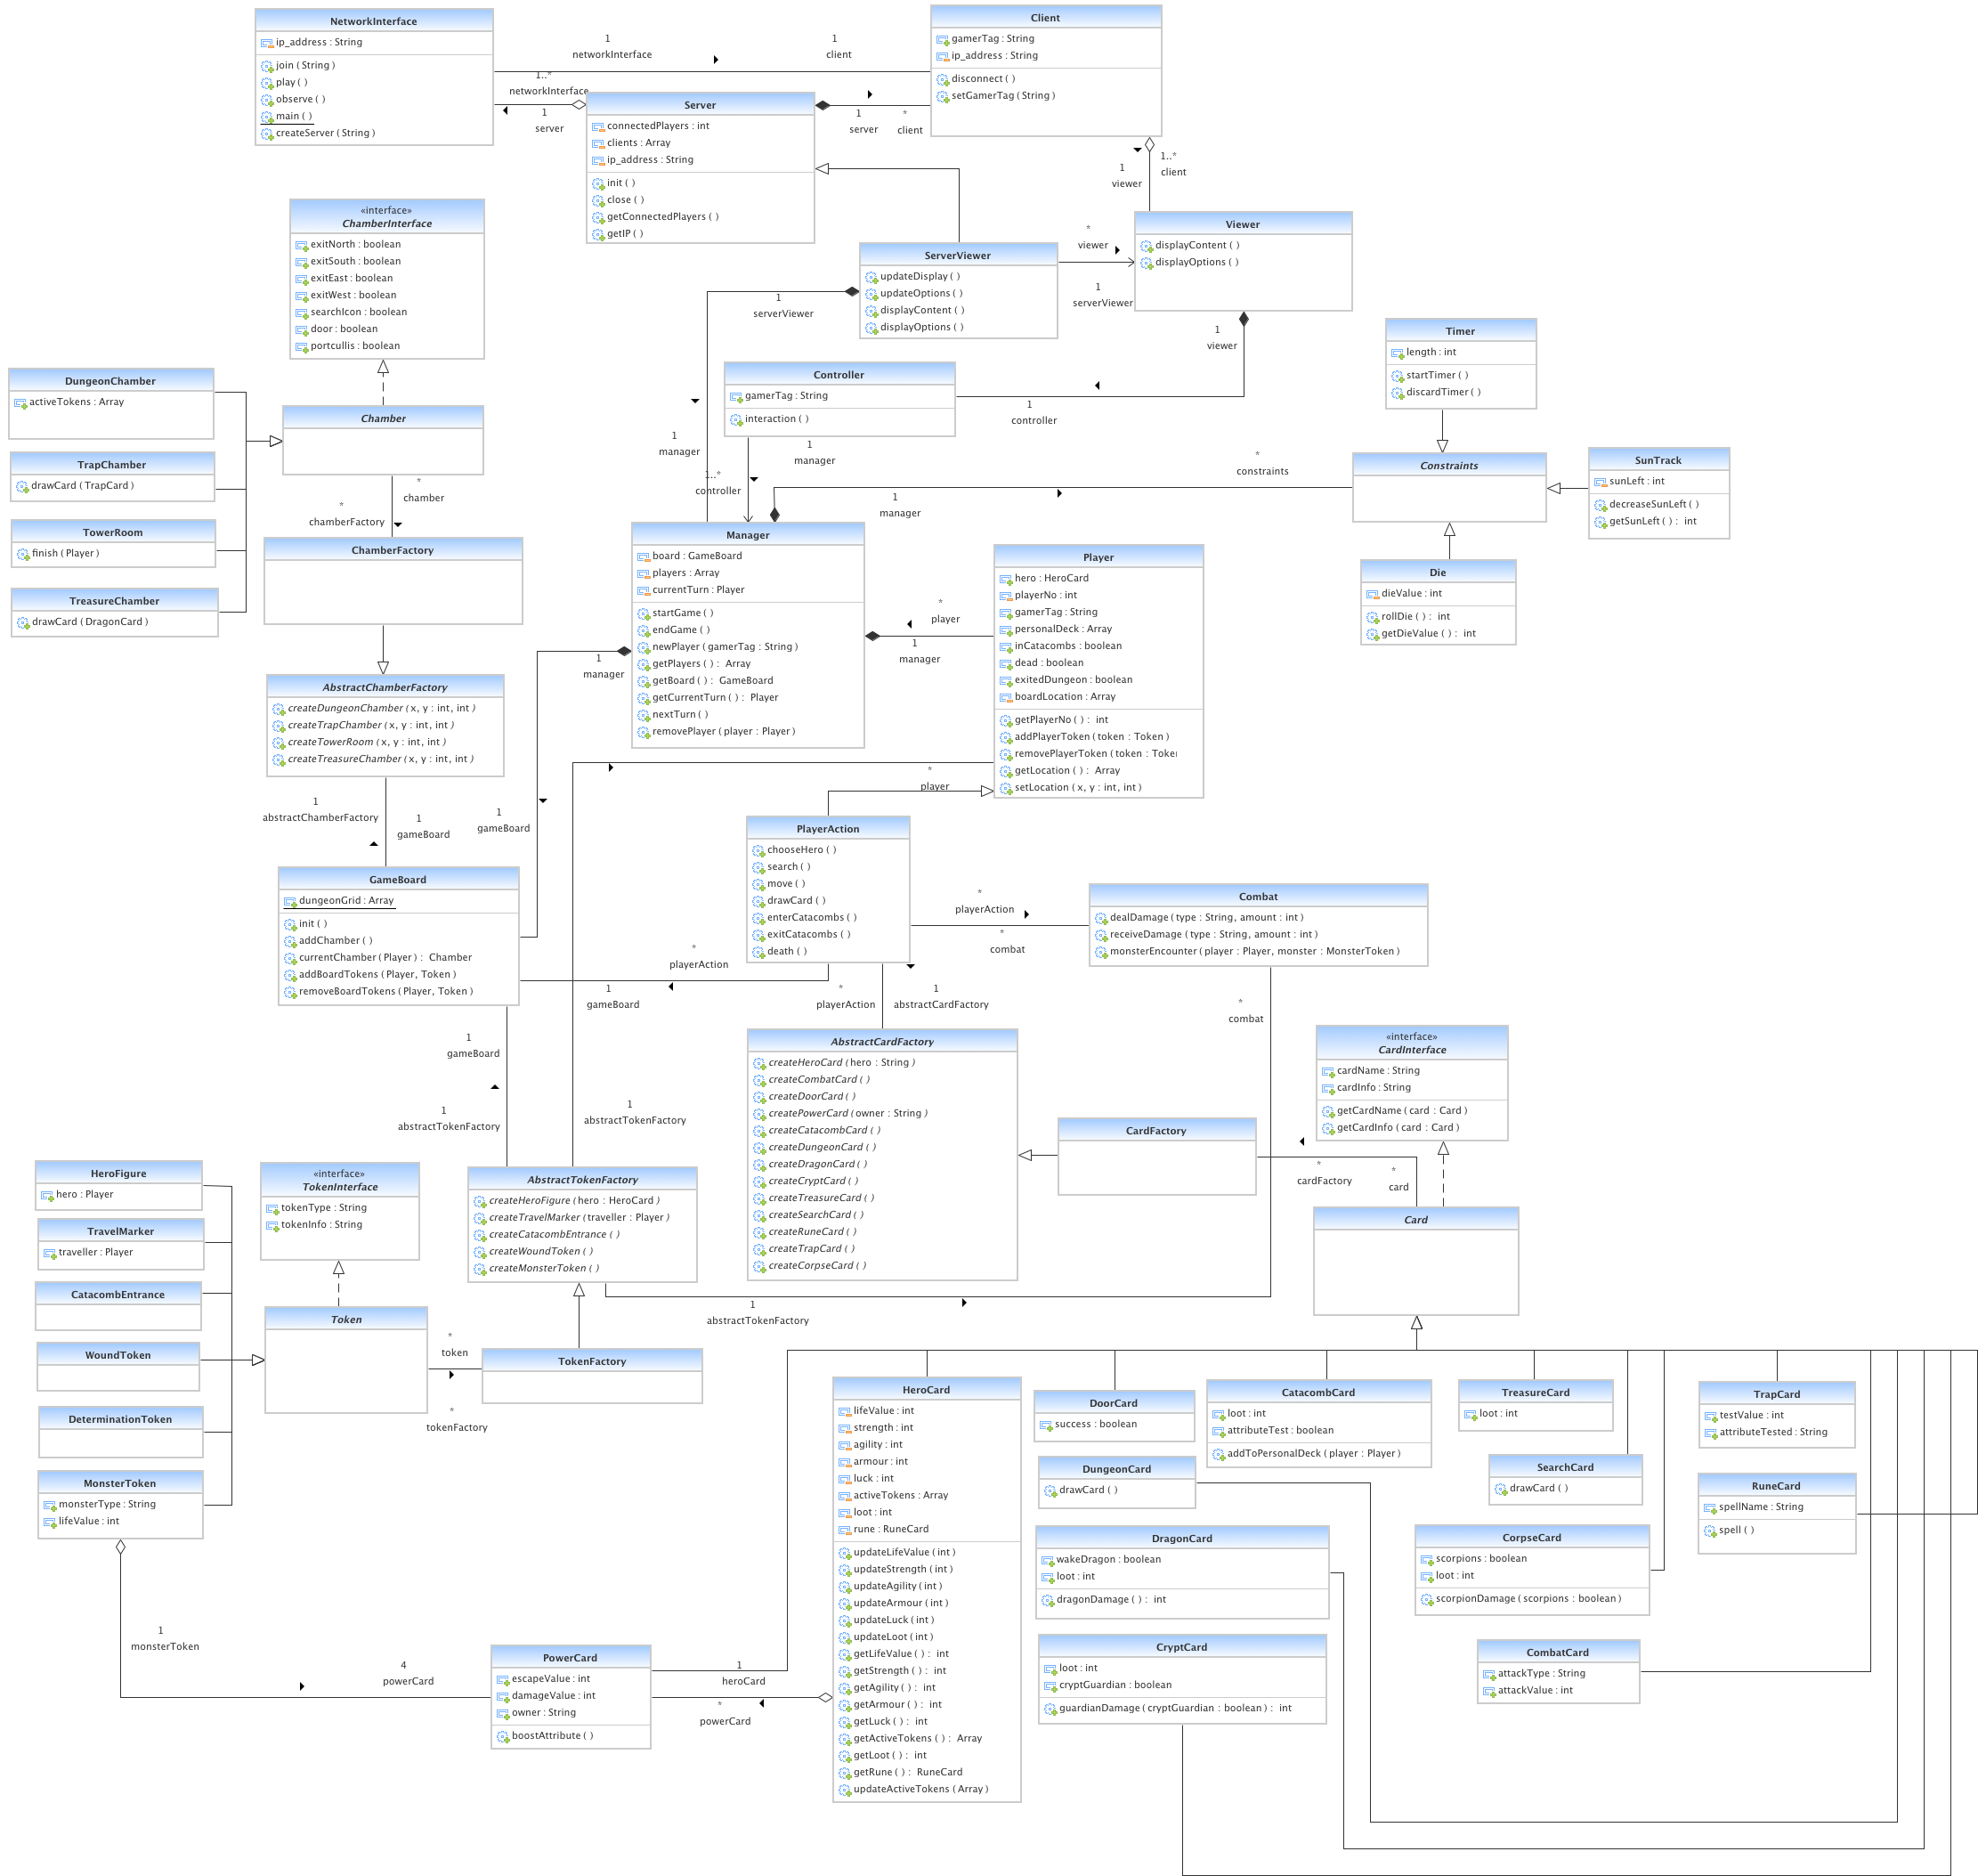 NetworkInterface
ip_address : String
join ( String )
play ( )
observe ( )
main ( )
createServer ( String )
1
networkInterface
1
client
1..*
networkInterface
1
server
Client
gamerTag : String
ip_address : String
disconnect ( )
setGamerTag ( String )
Server
connectedPlayers : int
clients : Array
ip_address : String
init ( )
close ( )
getConnectedPlayers ( )
getIP ( )
1
server
*
client
1
viewer
1..*
client
«interface»
ChamberInterface
exitNorth : boolean
exitSouth : boolean
exitEast : boolean
exitWest : boolean
searchIcon : boolean
door : boolean
portcullis : boolean
ServerViewer
updateDisplay ( )
updateOptions ( )
displayContent ( )
displayOptions ( )
*
viewer
1
serverViewer
Viewer
displayContent ( )
displayOptions ( )
1
serverViewer
1
viewer
Controller
gamerTag : String
interaction ( )
1
controller
Timer
length : int
startTimer ( )
discardTimer ( )
DungeonChamber
activeTokens : Array
Chamber
TrapChamber
drawCard ( TrapCard )
TowerRoom
finish ( Player )
TreasureChamber
drawCard ( DragonCard )
*
chamber
*
chamberFactory
ChamberFactory
1
manager
1
manager
1..*
controller
*
constraints
1
manager
Constraints
SunTrack
sunLeft : int
decreaseSunLeft ( )
getSunLeft ( ) : int
Die
dieValue : int
rollDie ( ) : int
getDieValue ( ) : int
Manager
board : GameBoard
players : Array
currentTurn : Player
startGame ( )
endGame ( )
newPlayer ( gamerTag : String )
getPlayers ( ) : Array
getBoard ( ) : GameBoard
getCurrentTurn ( ) : Player
nextTurn ( )
removePlayer ( player : Player )
*
player
1
manager
Player
hero : HeroCard
playerNo : int
gamerTag : String
personalDeck : Array
inCatacombs : boolean
dead : boolean
exitedDungeon : boolean
boardLocation : Array
getPlayerNo ( ) : int
addPlayerToken ( token : Token )
removePlayerToken ( token : Toke
getLocation ( ) : Array
setLocation ( x, y : int, int )
1
manager
AbstractChamberFactory
createDungeonChamber ( x, y : int, int )
createTrapChamber ( x, y : int, int )
createTowerRoom ( x, y : int, int )
createTreasureChamber ( x, y : int, int )
*
player
1
abstractChamberFactory
1
gameBoard
1
gameBoard
GameBoard
dungeonGrid : Array
init ( )
addChamber ( )
currentChamber ( Player ) : Chamber
addBoardTokens ( Player, Token )
removeBoardTokens ( Player, Token )
PlayerAction
chooseHero ( )
search ( )
move ( )
drawCard ( )
enterCatacombs ( )
exitCatacombs ( )
death ( )
*
playerAction
*
combat
Combat
dealDamage ( type : String, amount : int )
receiveDamage ( type : String, amount : int )
monsterEncounter ( player : Player, monster : MonsterToken )
*
playerAction
1
gameBoard
*
playerAction
1
abstractCardFactory
*
combat
1
gameBoard
1
abstractTokenFactory
1
abstractTokenFactory
AbstractCardFactory
createHeroCard ( hero : String )
createCombatCard ( )
createDoorCard ( )
createPowerCard ( owner : String )
createCatacombCard ( )
createDungeonCard ( )
createDragonCard ( )
createCryptCard ( )
createTreasureCard ( )
createSearchCard ( )
createRuneCard ( )
createTrapCard ( )
createCorpseCard ( )
CardFactory
«interface»
CardInterface
cardName : String
cardInfo : String
getCardName ( card : Card )
getCardInfo ( card : Card )
*
cardFactory
*
card
Card
HeroFigure
hero : Player
TravelMarker
traveller : Player
CatacombEntrance
WoundToken
DeterminationToken
MonsterToken
monsterType : String
lifeValue : int
«interface»
TokenInterface
tokenType : String
tokenInfo : String
Token
AbstractTokenFactory
createHeroFigure ( hero : HeroCard )
createTravelMarker ( traveller : Player )
createCatacombEntrance ( )
createWoundToken ( )
createMonsterToken ( )
1
abstractTokenFactory
*
token
*
tokenFactory
TokenFactory
HeroCard
lifeValue : int
strength : int
agility : int
armour : int
luck : int
activeTokens : Array
loot : int
rune : RuneCard
updateLifeValue ( int )
updateStrength ( int )
updateAgility ( int )
updateArmour ( int )
updateLuck ( int )
updateLoot ( int )
getLifeValue ( ) : int
getStrength ( ) : int
getAgility ( ) : int
getArmour ( ) : int
getLuck ( ) : int
getActiveTokens ( ) : Array
getLoot ( ) : int
getRune ( ) : RuneCard
updateActiveTokens ( Array )
DoorCard
success : boolean
CatacombCard
loot : int
attributeTest : boolean
addToPersonalDeck ( player : Player )
TreasureCard
loot : int
TrapCard
testValue : int
attributeTested : String
DungeonCard
drawCard ( )
SearchCard
drawCard ( )
RuneCard
spellName : String
spell ( )
DragonCard
wakeDragon : boolean
loot : int
dragonDamage ( ) : int
CorpseCard
scorpions : boolean
loot : int
scorpionDamage ( scorpions : boolean )
CryptCard
loot : int
cryptGuardian : boolean
guardianDamage ( cryptGuardian : boolean ) : int
CombatCard
attackType : String
attackValue : int
1
monsterToken
4
powerCard
PowerCard
escapeValue : int
damageValue : int
owner : String
boostAttribute ( )
1
heroCard
*
powerCard